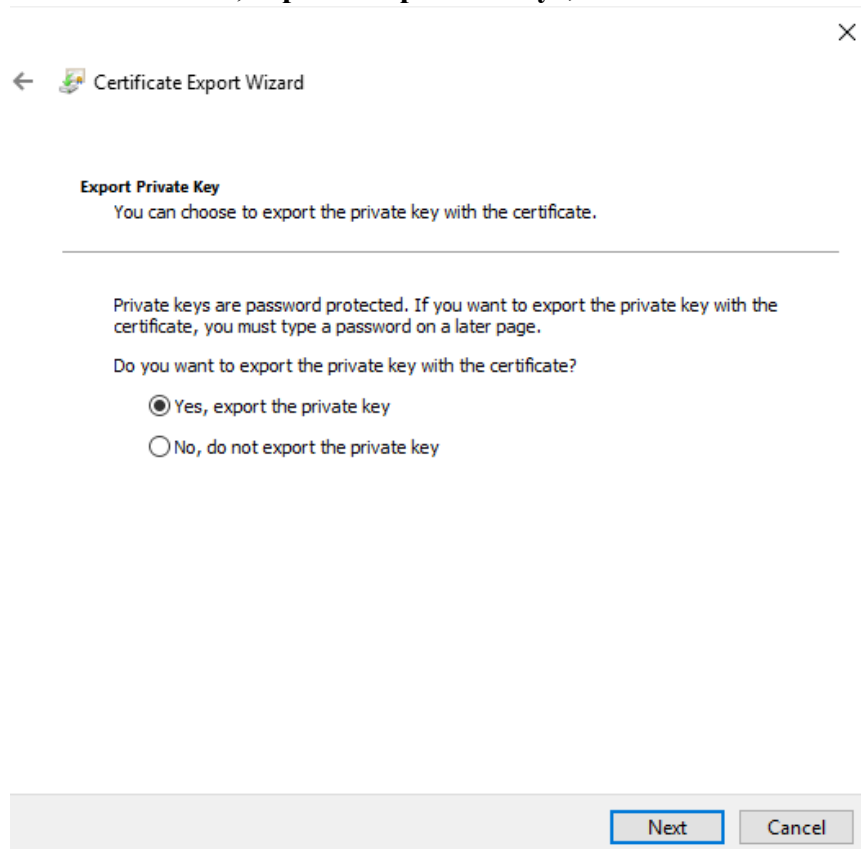 Certificate Export Wizard
Export Private Key
You can choose to export the private key with the certificate.
Private keys are password protected. If you want to export the private key with the
certificate, you must type a password on a later page.
Do you want to export the private key with the certificate?
Yes, export the private key
No, do not export the private key
Next Cancel